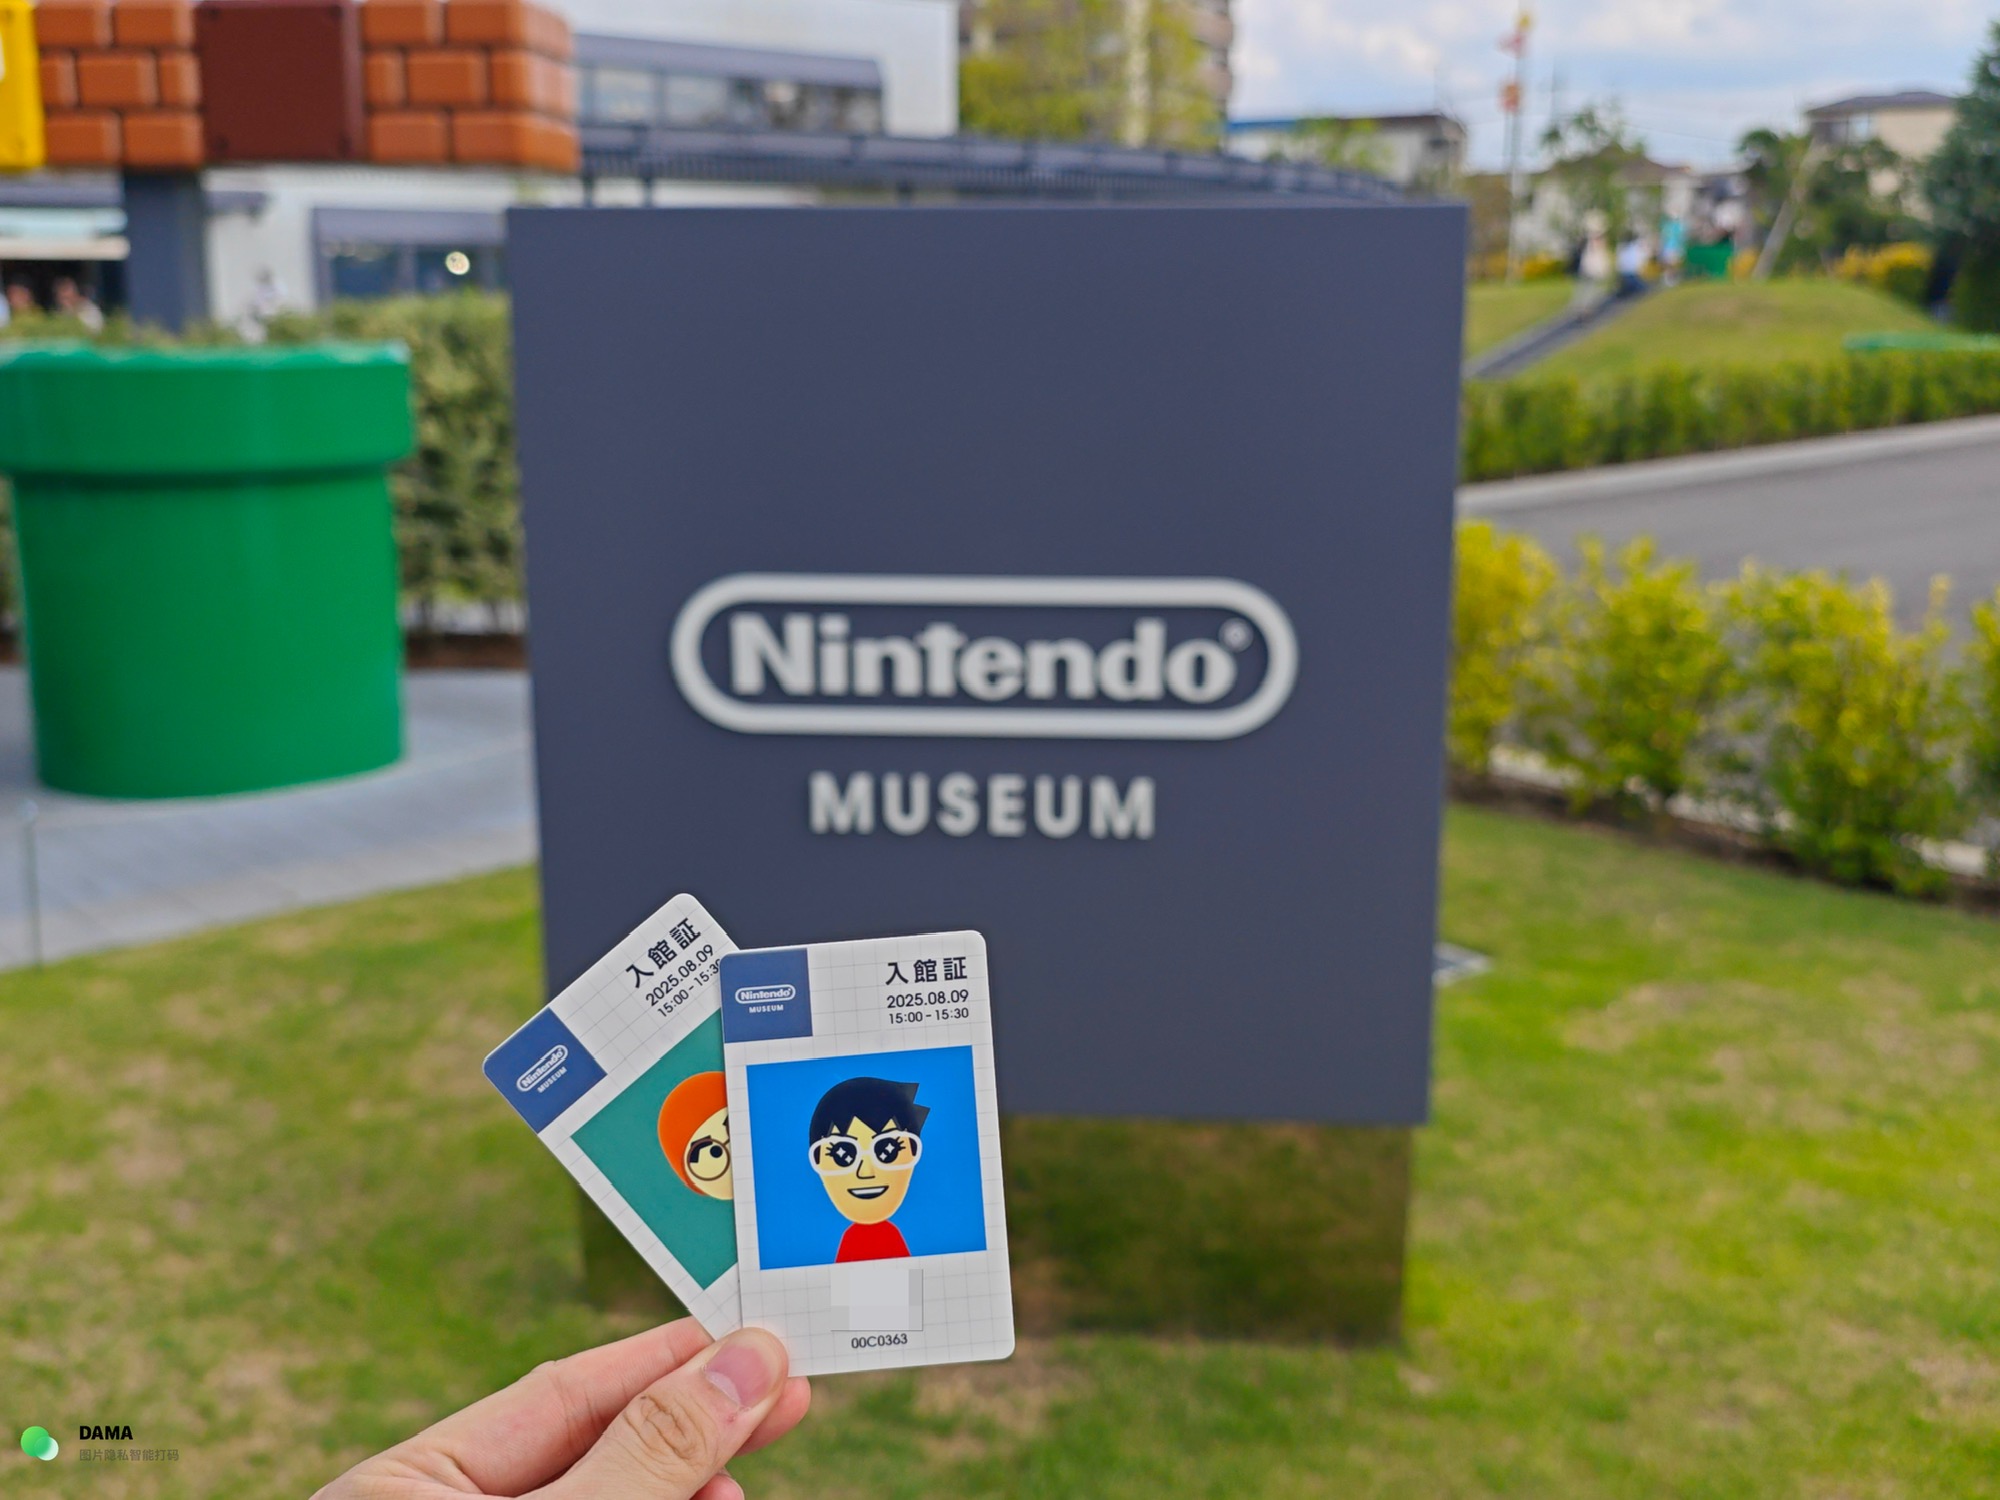 Nintendo®
MUSEUM
入館証
2025.08.09
15:00-15:30
Nintendo
MUSEUM
Nintendo
MUSEUM
入館証
2025.08.09
15:00-15:30
00C0363
DAMA
图片隐私智能打码